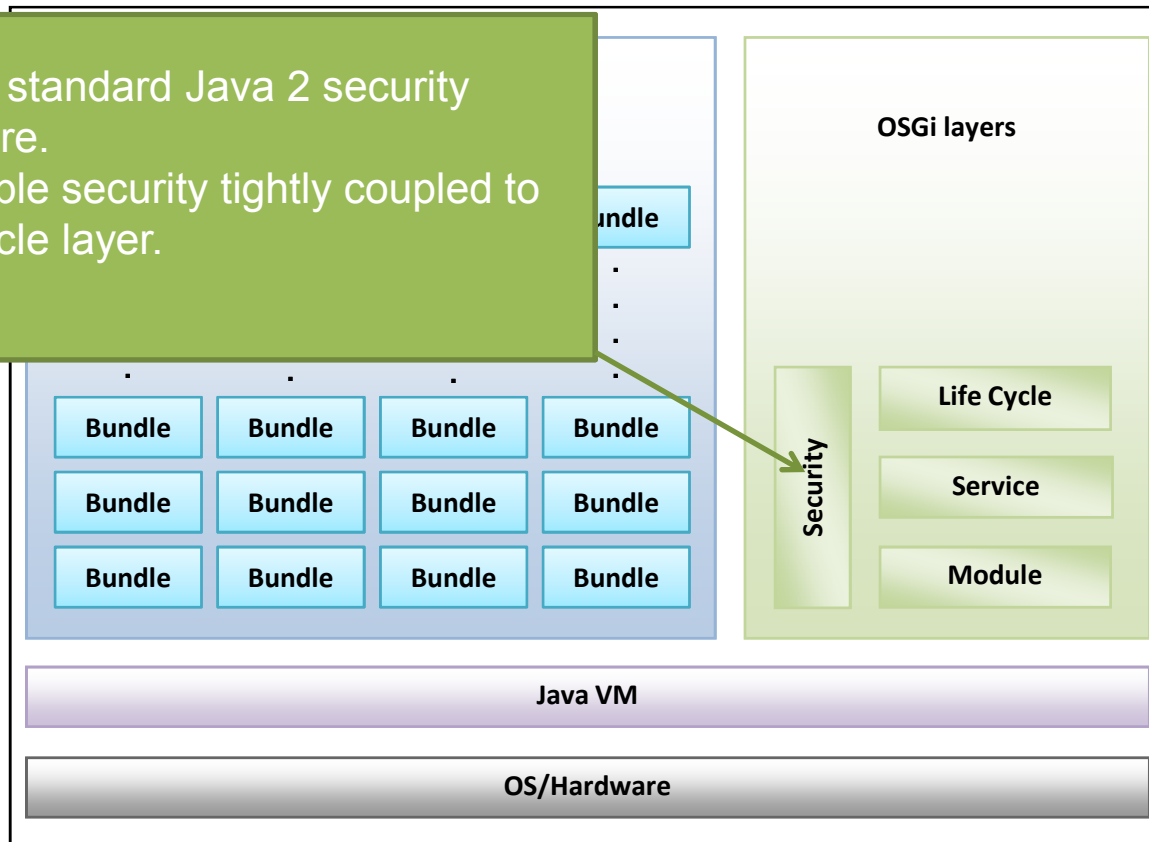 standard Java 2 security
re.
ble security tightly coupled to
cle layer.
OSGi layers
undle
.
.
.
. . . .
Bundle Bundle Bundle Bundle
Bundle Bundle Bundle Bundle
Bundle Bundle Bundle Bundle
Security
Life Cycle
Service
Module
Java VM
OS/Hardware